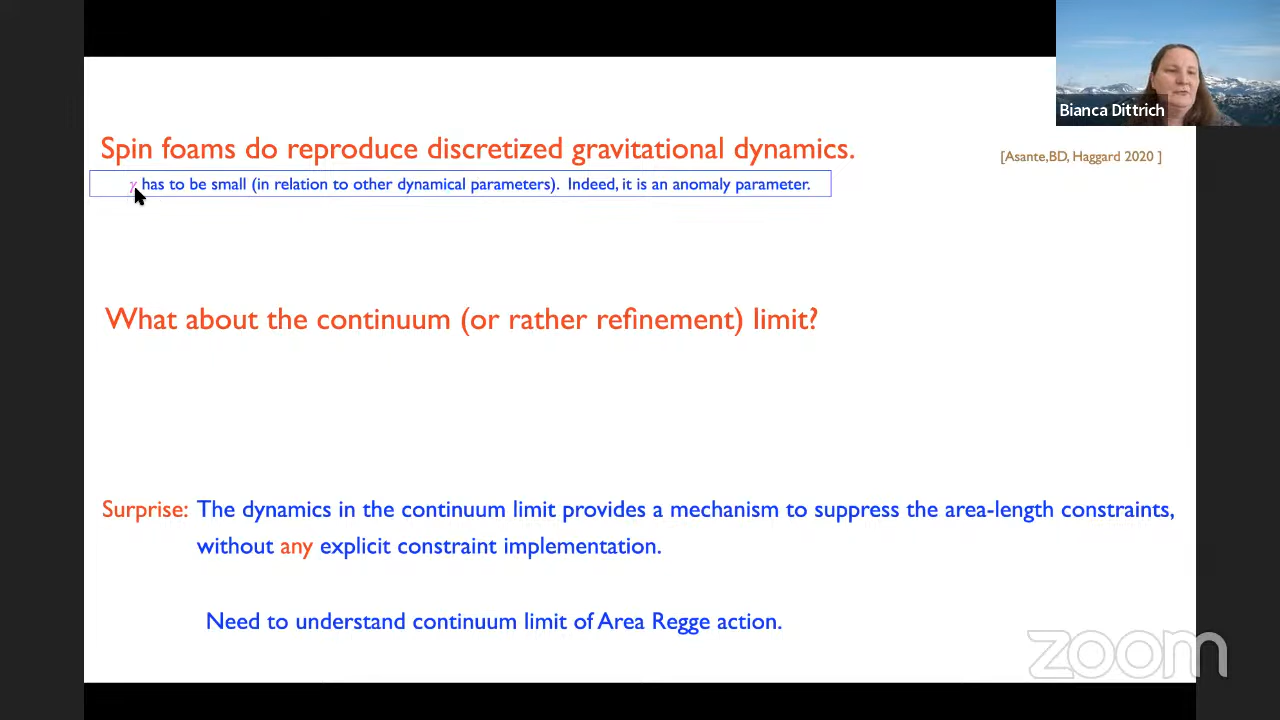 Bianca Dittrich
Spin foams do reproduce discretized gravitational dynamics.
[Asante,BD, Haggard 2020 ]
γ has to be small (in relation to other dynamical parameters). Indeed, it is an anomaly parameter.
What about the continuum (or rather refinement) limit?
Surprise: The dynamics in the continuum limit provides a mechanism to suppress the area-length constraints,
without any explicit constraint implementation.
Need to understand continuum limit of Area Regge action.
zoom